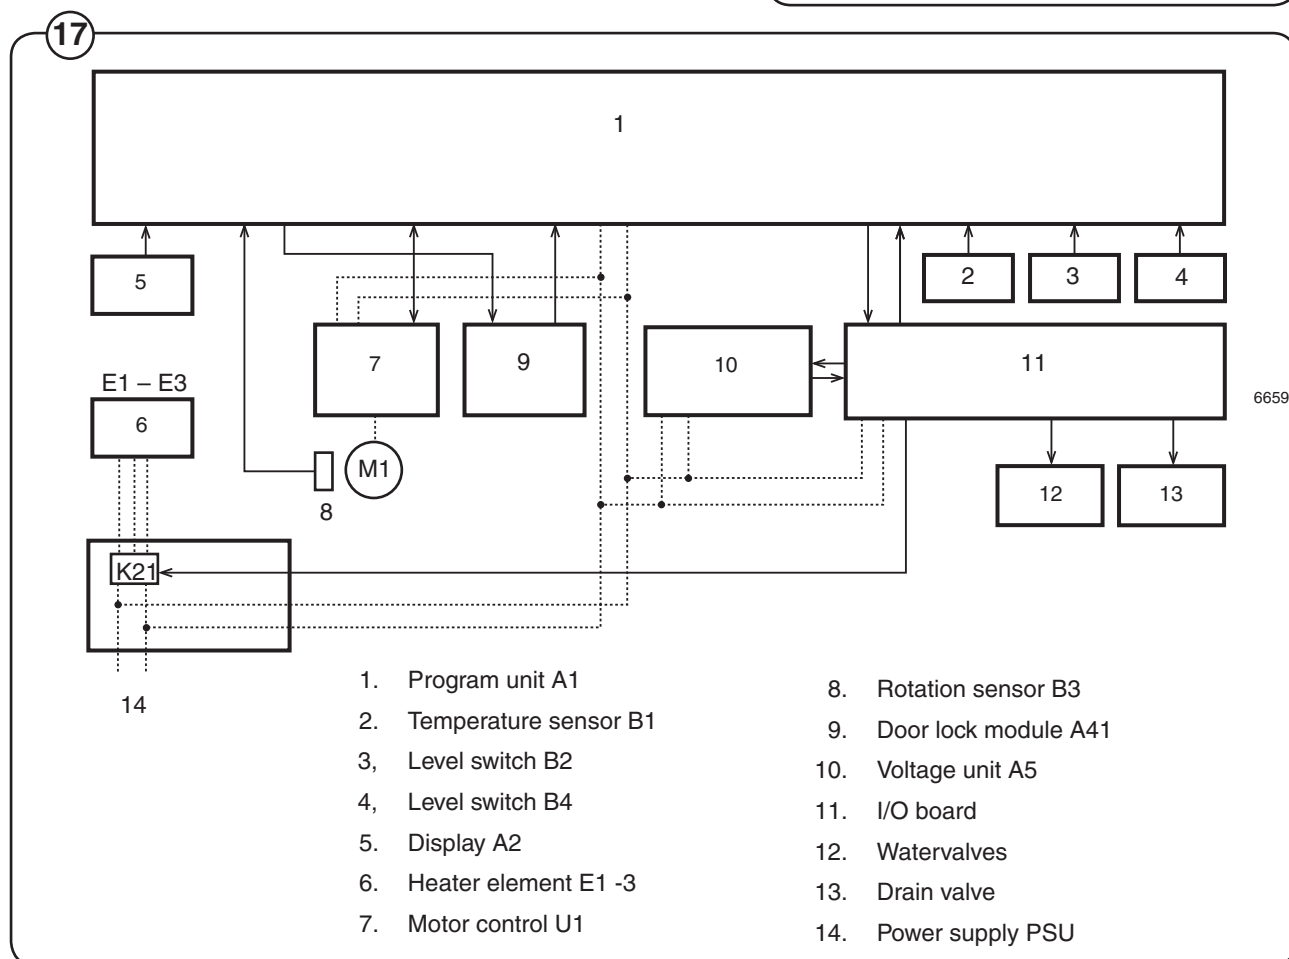 17
1
5
2
3
4
7
9
10
11
E1 – E3
6
6659
M1
8
12
13
K21
14
1. Program unit A1
2. Temperature sensor B1
3, Level switch B2
4, Level switch B4
5. Display A2
6. Heater element E1 -3
7. Motor control U1
8. Rotation sensor B3
9. Door lock module A41
10. Voltage unit A5
11. I/O board
12. Watervalves
13. Drain valve
14. Power supply PSU